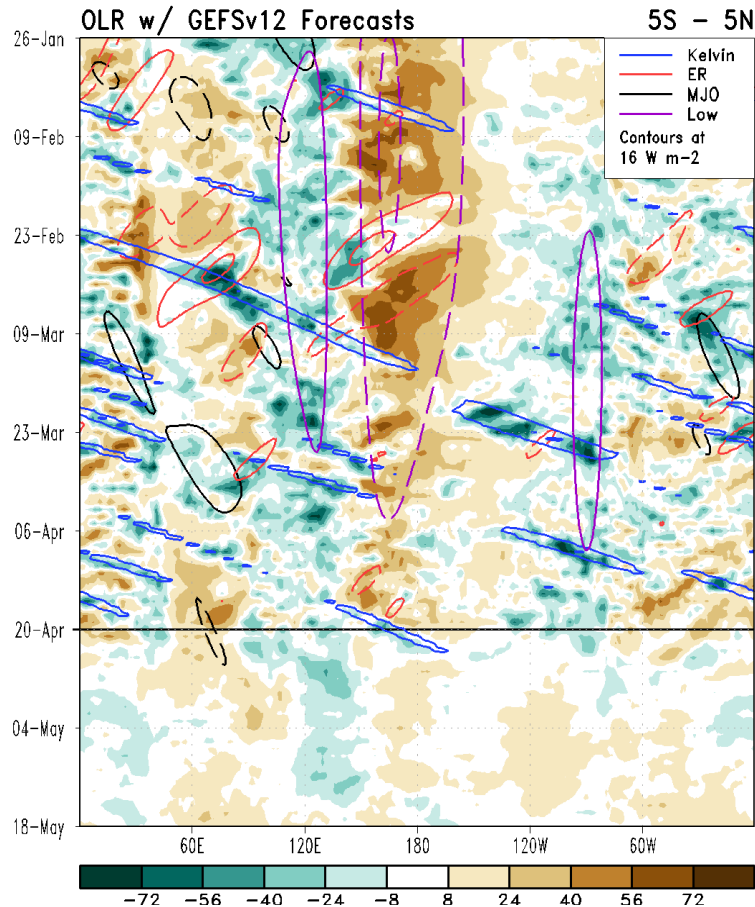 OLR w/ GEFSv12 Forecasts 5S - 5N
26-Jan
09-Feb
23-Feb
09-Mar
23-Mar
06-Apr
20-Apr
04-May
18-May
Kelvin
ER
MJO
Low
Contours at
16 W m-2
60E 120E 180 120W 60W
-72 -56 -40 -24 -8 8 24 40 56 72